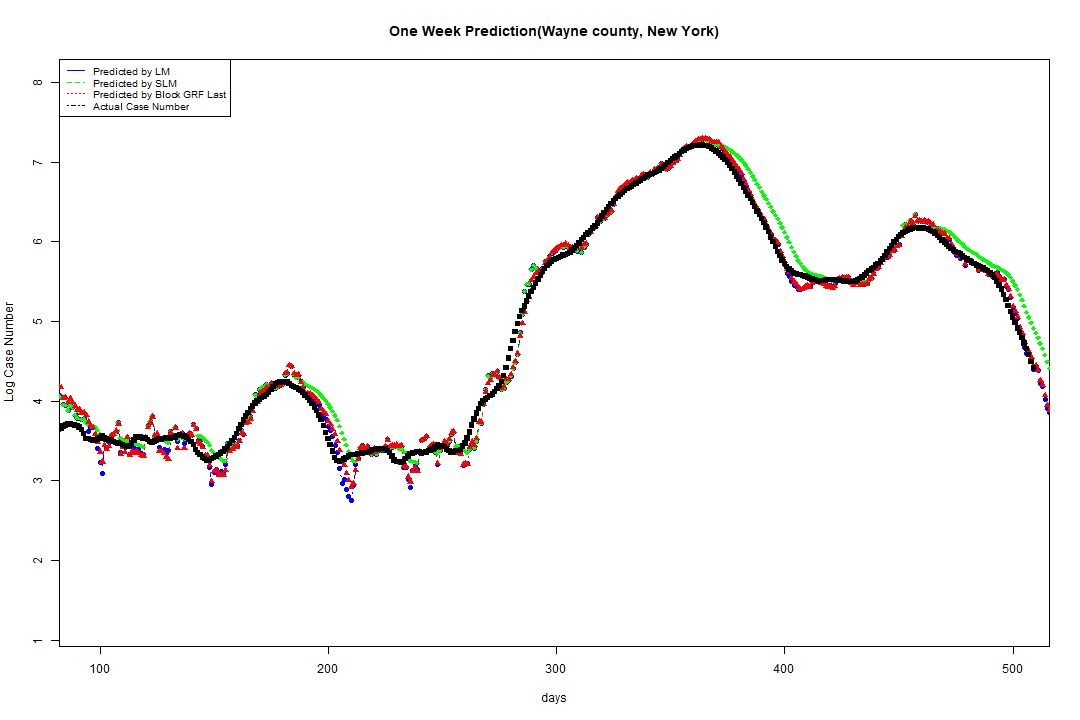 One Week Prediction(Wayne county, New York)
Predicted by LM
Predicted by SLM
Predicted by Block GRF Last
Actual Case Number
8
7
6
5
4
3
2
1
Log Case Number
100 200 300 400 500
days